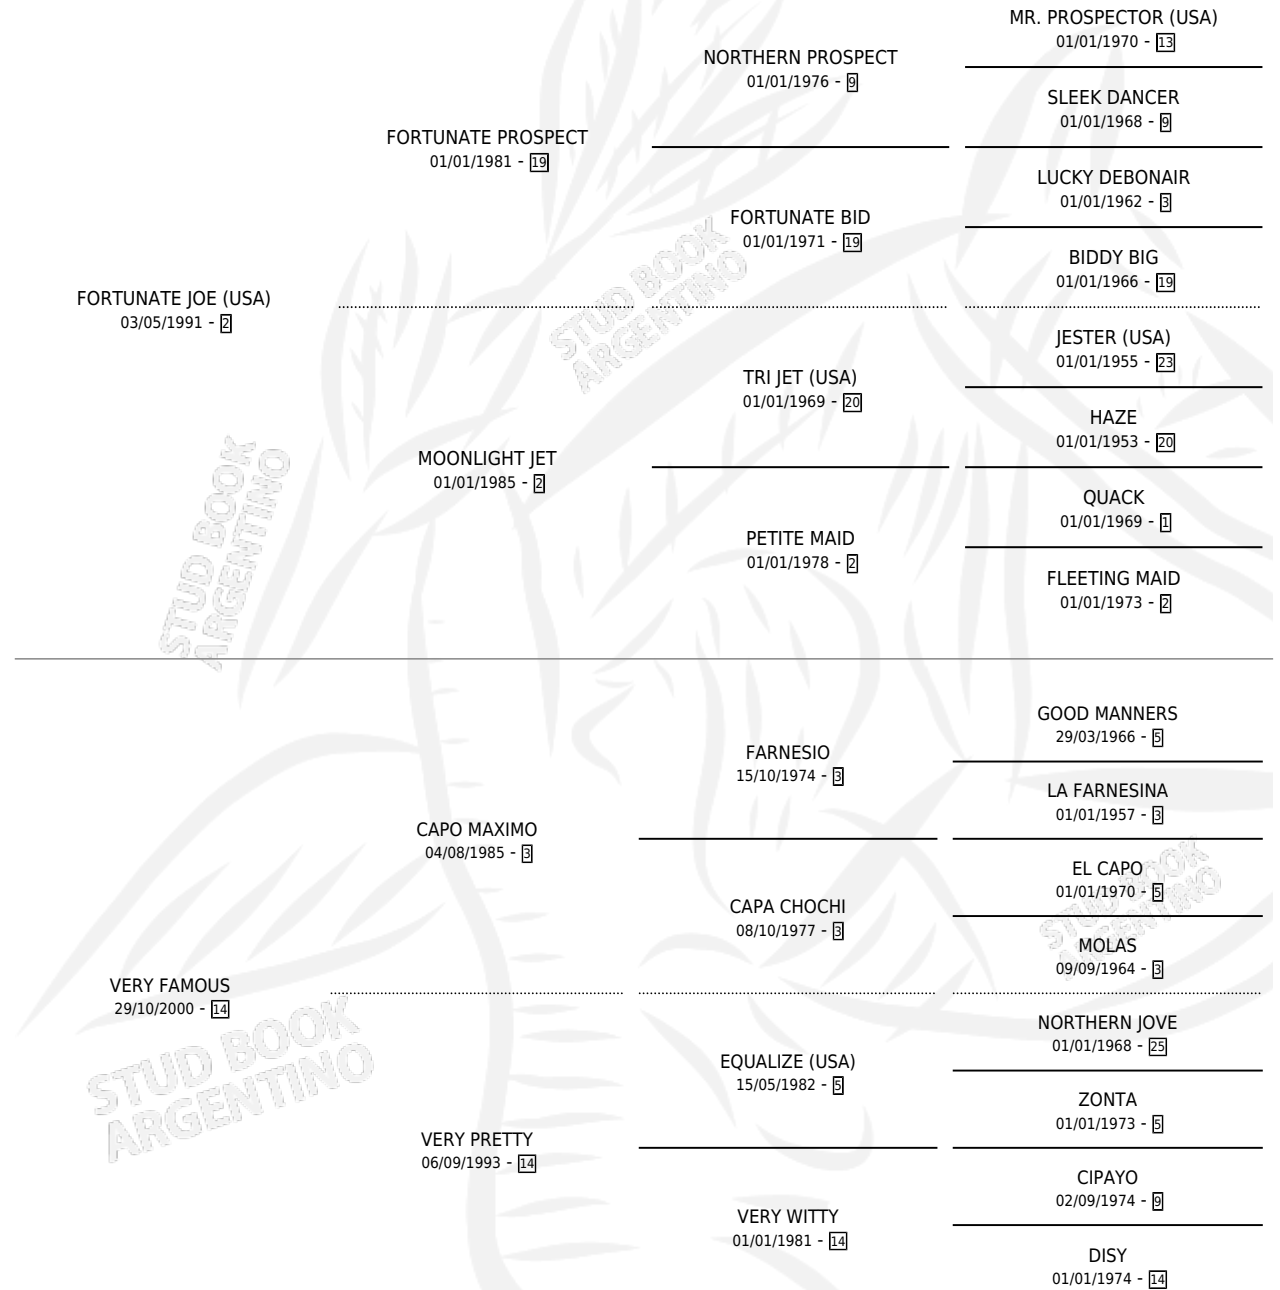 MR. PROSPECTOR (USA)
01/01/1970 - 13
NORTHERN PROSPECT
01/01/1976 - 9
SLEEK DANCER
01/01/1968 - 9
FORTUNATE PROSPECT
01/01/1981 - 19
LUCKY DEBONAIR
01/01/1962 - 3
FORTUNATE BID
01/01/1971 - 19
BIDDY BIG
01/01/1966 - 19
FORTUNATE JOE (USA)
03/05/1991 - 2
STUD BOOK
ARGENTINO
JESTER (USA)
01/01/1955 - 23
TRI JET (USA)
01/01/1969 - 20
HAZE
01/01/1953 - 20
MOONLIGHT JET
01/01/1985 - 2
QUACK
01/01/1969 - 1
PETITE MAID
01/01/1978 - 2
FLEETING MAID
01/01/1973 - 2
STUD BOOK
ARGENTINO
GOOD MANNERS
29/03/1966 - 5
FARNESIO
15/10/1974 - 3
LA FARNESINA
01/01/1957 - 3
CAPO MAXIMO
04/08/1985 - 3
EL CAPO
01/01/1970 - 5
CAPA CHOCHI
08/10/1977 - 3
MOLAS
09/09/1964 - 3
STUD BOOK
ARGENTINO
VERY FAMOUS
29/10/2000 - 14
STUD BOOK
ARGENTINO
NORTHERN JOVE
01/01/1968 - 25
EQUALIZE (USA)
15/05/1982 - 5
ZONTA
01/01/1973 - 5
VERY PRETTY
06/09/1993 - 14
CIPAYO
02/09/1974 - 9
VERY WITTY
01/01/1981 - 14
DISY
01/01/1974 - 14